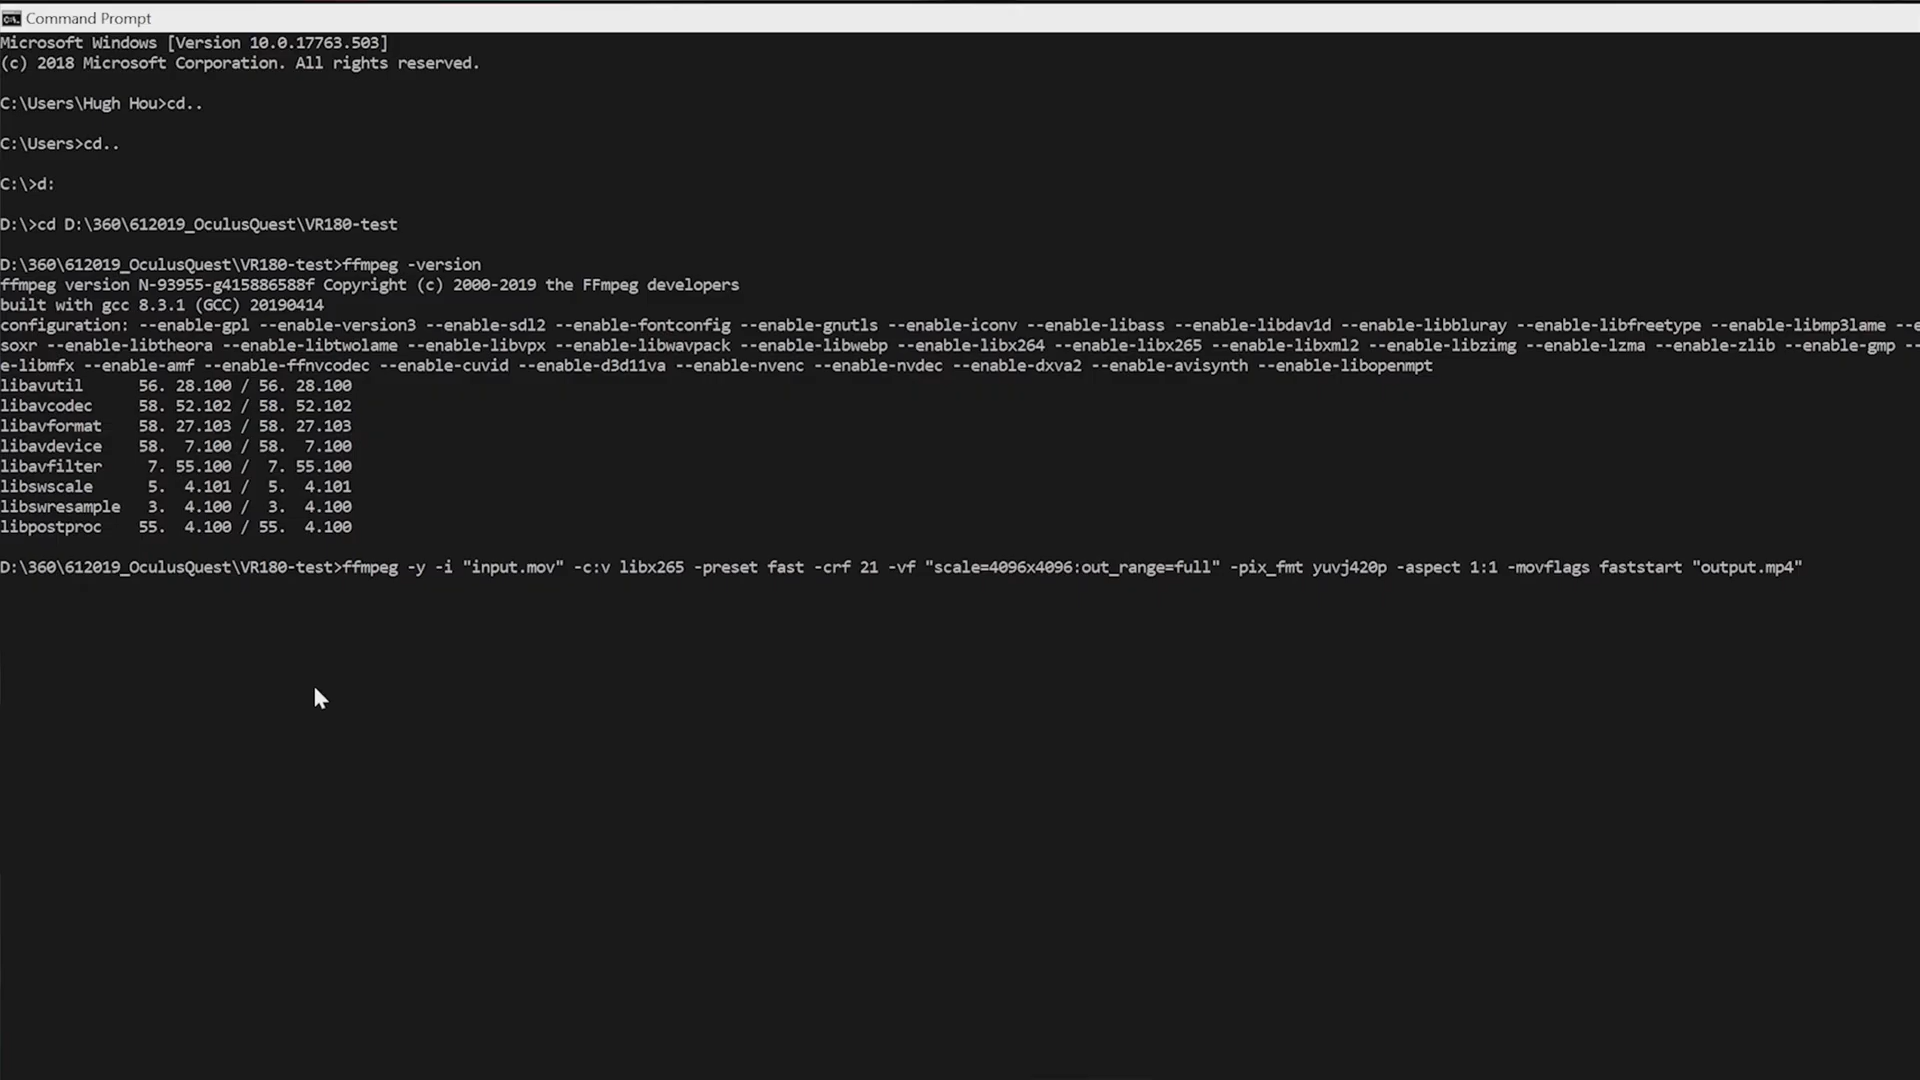 Command Prompt
Microsoft Windows [Version 10.0.17763.503]
(c) 2018 Microsoft Corporation. All rights reserved.
C:\Users\Hugh Hou>cd..
C:\Users>cd..
C:\>d:
D:\>cd D:\360\612019_OculusQuest\VR180-test
D:\360\612019_OculusQuest\VR180-test>ffmpeg -version
ffmpeg version N-93955-g415886588f Copyright (c) 2000-2019 the FFmpeg developers
built with gcc 8.3.1 (GCC) 20190414
configuration: --enable-gpl --enable-version3 --enable-sdl2 --enable-fontconfig --enable-gnutls --enable-iconv --enable-libass --enable-libdav1d --enable-libbluray --enable-libfreetype --enable-libmp3lame --e
soxr --enable-libtheora --enable-libtwolame --enable-libvpx --enable-libwavpack --enable-libwebp --enable-libx264 --enable-libx265 --enable-libxml2 --enable-libzimg --enable-lzma --enable-zlib --enable-gmp --
e-libmfx --enable-amf --enable-ffnvcodec --enable-cuvid --enable-d3d11va --enable-nvenc --enable-nvdec --enable-dxva2 --enable-avisynth --enable-libopenmpt
libavutil      56. 28.100 / 56. 28.100
libavcodec     58. 52.102 / 58. 52.102
libavformat    58. 27.103 / 58. 27.103
libavdevice    58.  7.100 / 58.  7.100
libavfilter     7. 55.100 /  7. 55.100
libswscale      5.  4.101 /  5.  4.101
libswresample   3.  4.100 /  3.  4.100
libpostproc    55.  4.100 / 55.  4.100
D:\360\612019_OculusQuest\VR180-test>ffmpeg -y -i "input.mov" -c:v libx265 -preset fast -crf 21 -vf "scale=4096x4096:out_range=full" -pix_fmt yuvj420p -aspect 1:1 -movflags faststart "output.mp4"